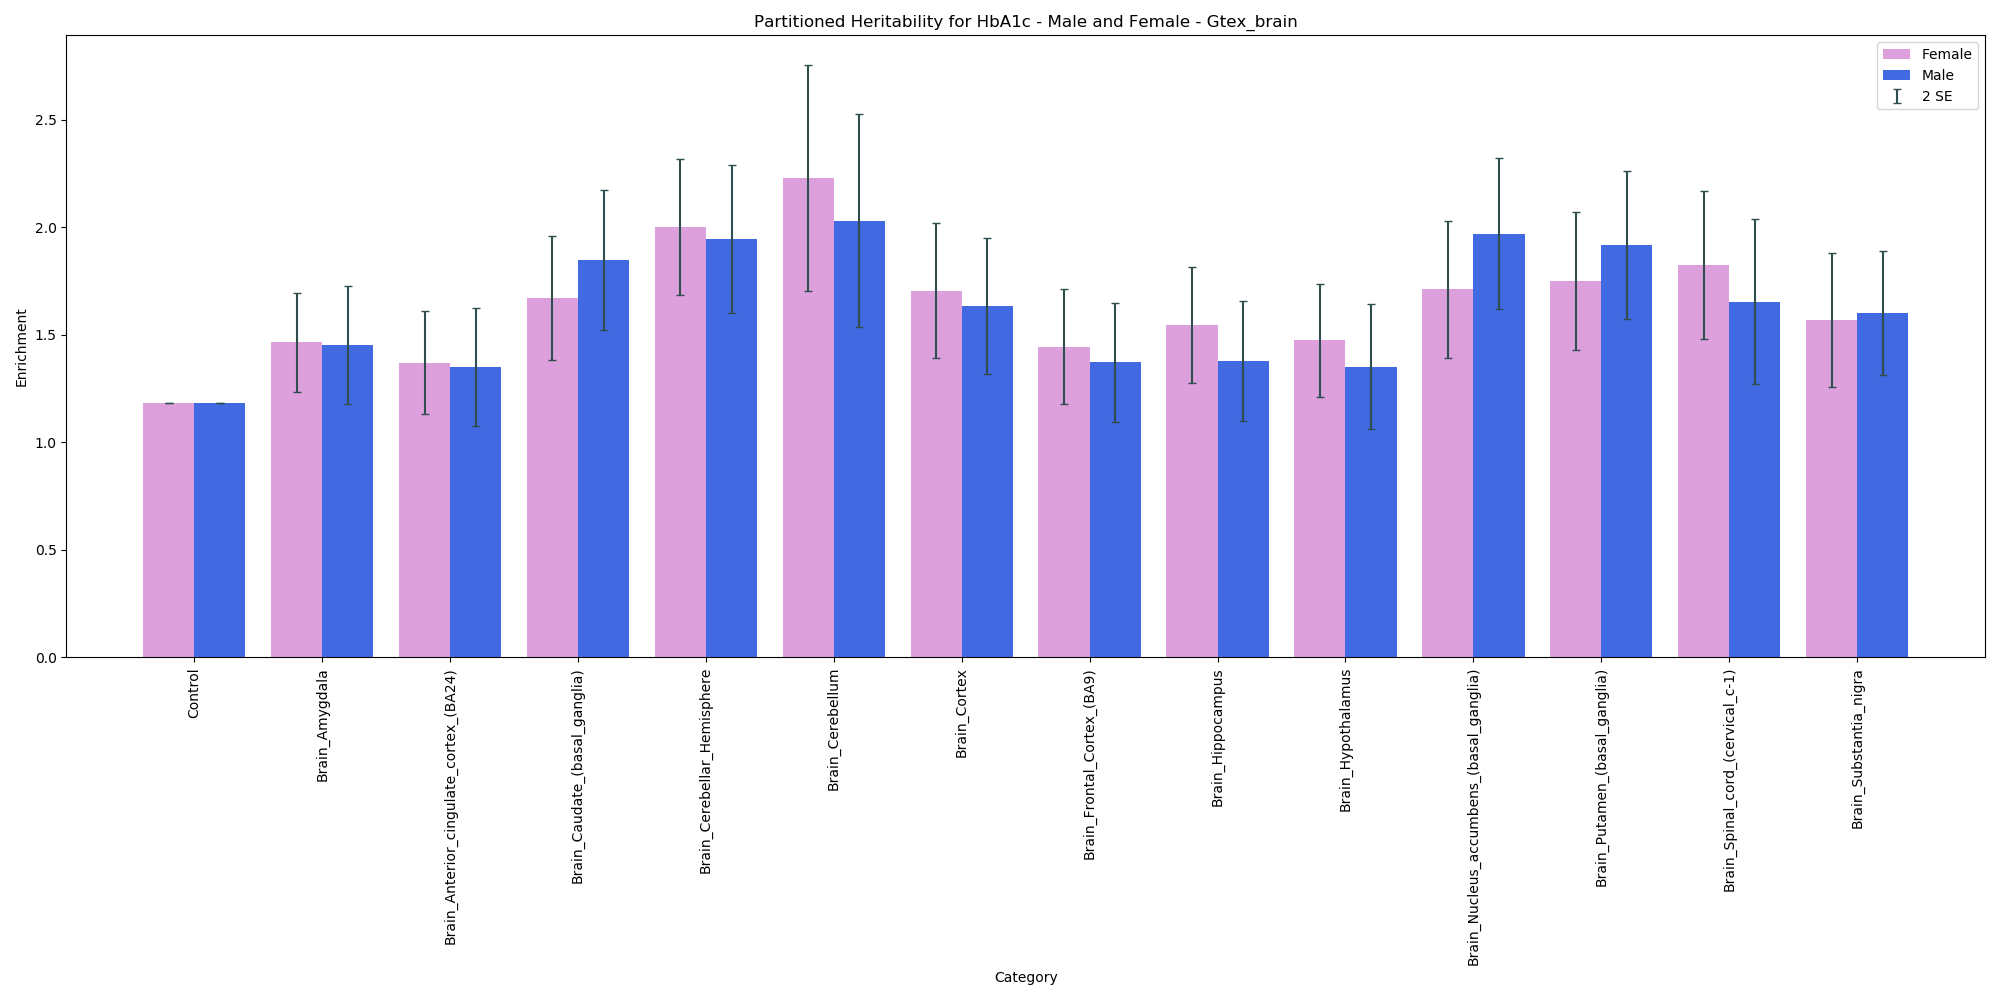 Partitioned Heritability for HbA1c - Male and Female - Gtex_brain
Female
Male
2 SE
Enrichment
2.5
2.0
1.5
1.0
0.5
0.0
Control
Brain_Amygdala
Brain_Anterior_cingulate_cortex_(BA24)
Brain_Caudate_(basal_ganglia)
Brain_Cerebellar_Hemisphere
Brain_Cerebellum
Brain_Cortex
Brain_Frontal_Cortex_(BA9)
Brain_Hippocampus
Brain_Hypothalamus
Brain_Nucleus_accumbens_(basal_ganglia)
Brain_Putamen_(basal_ganglia)
Brain_Spinal_cord_(cervical_c-1)
Brain_Substantia_nigra
Category